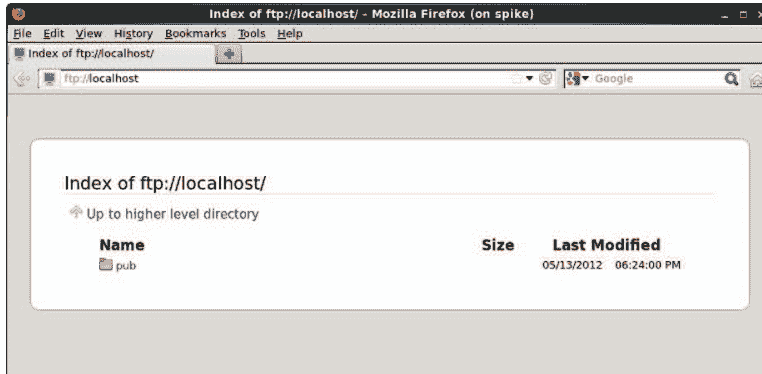 Index of ftp://localhost/ - Mozilla Firefox (on spike)
File Edit View History Bookmarks Tools Help
Index of ftp://localhost/
ftp://localhost Google
Index of ftp://localhost/
Up to higher level directory
Name Size Last Modified
pub 05/13/2012 06:24:00 PM